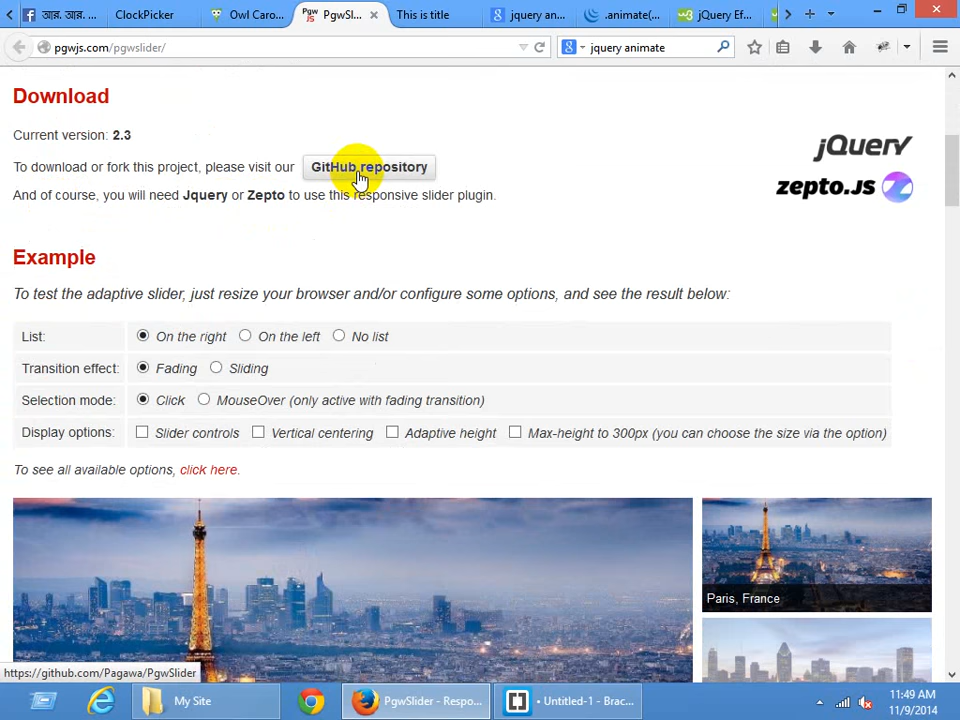 আর. আর. ...
ClockPicker
Owl Caro...
PgwSl...
This is title
jquery an...
.animate(...
jQuery Ef...
pgwjs.com/pgwslider/
jquery animate
Download
Current version: 2.3
To download or fork this project, please visit our GitHub repository
And of course, you will need Jquery or Zepto to use this responsive slider plugin.
jQuery
zepto.JS
Example
To test the adaptive slider, just resize your browser and/or configure some options, and see the result below:
List: On the right On the left No list
Transition effect: Fading Sliding
Selection mode: Click MouseOver (only active with fading transition)
Display options: Slider controls Vertical centering Adaptive height Max-height to 300px (you can choose the size via the option)
To see all available options, click here.
Paris, France
https://github.com/Pagawa/PgwSlider
My Site
PgwSlider - Respo...
• Untitled-1 - Brac...
11:49 AM
11/9/2014